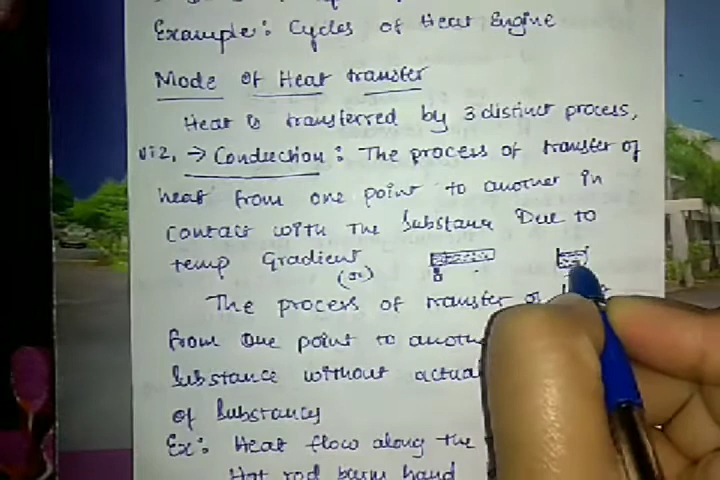 Example: Cycles of Heat Engine
Mode of Heat transfer
Heat is transferred by 3 distinct process,
viz, → Conduction: The process of transfer of
heat from one point to another in
contact with the Substance Due to
temp Gradient
(or)
The process of transfer of
from one point to
Substance without
of Substances
Ex: Heat flow along the
Hot rod burn hand